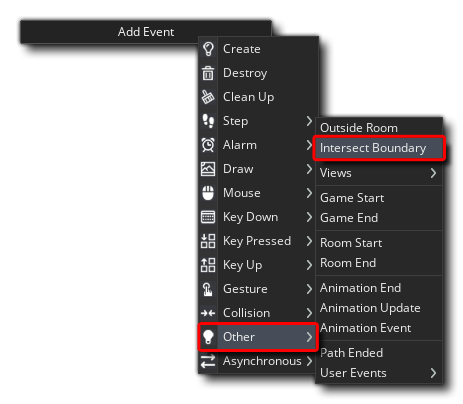 Add Event
Create
Destroy
Clean Up
Step
Alarm
Draw
Mouse
Key Down
Key Pressed
Key Up
Gesture
Collision
Other
Asynchronous
Outside Room
Intersect Boundary
Views
Game Start
Game End
Room Start
Room End
Animation End
Animation Update
Animation Event
Path Ended
User Events